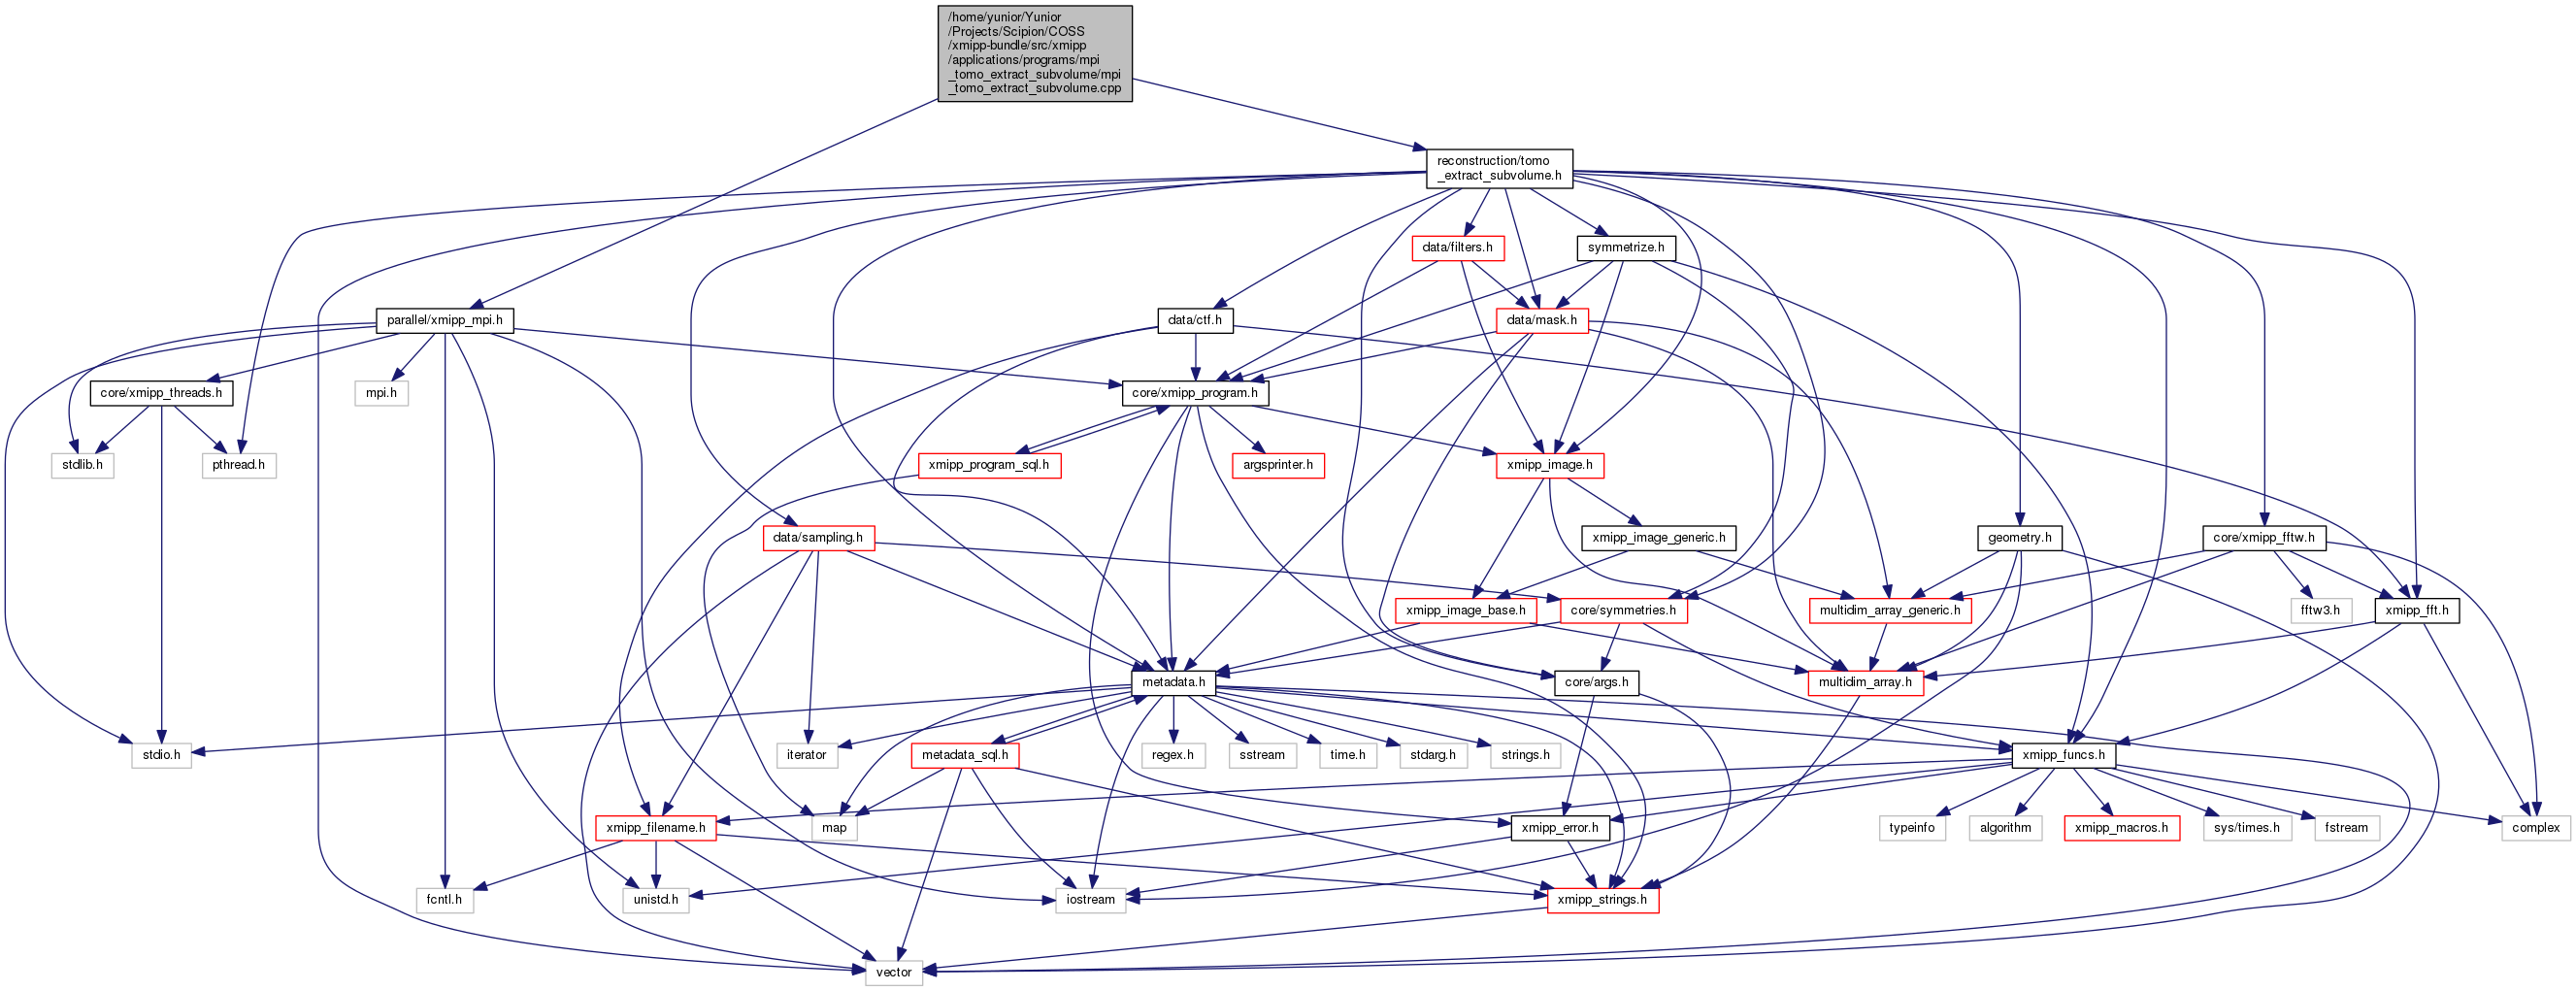 /home/yunior/Yunior
/Projects/Scipion/COSS
/xmipp-bundle/src/xmipp
/applications/programs/mpi
_tomo_extract_subvolume/mpi
_tomo_extract_subvolume.cpp
reconstruction/tomo
_extract_subvolume.h
data/filters.h
symmetrize.h
parallel/xmipp_mpi.h
data/ctf.h
data/mask.h
core/xmipp_threads.h
mpi.h
core/xmipp_program.h
stdlib.h
pthread.h
xmipp_program_sql.h
argsprinter.h
xmipp_image.h
data/sampling.h
xmipp_image_generic.h
geometry.h
core/xmipp_fftw.h
xmipp_image_base.h
core/symmetries.h
multidim_array_generic.h
fftw3.h
xmipp_fft.h
metadata.h
core/args.h
multidim_array.h
stdio.h
iterator
metadata_sql.h
regex.h
sstream
time.h
stdarg.h
strings.h
xmipp_funcs.h
xmipp_filename.h
map
xmipp_error.h
typeinfo
algorithm
xmipp_macros.h
sys/times.h
fstream
complex
fcntl.h
unistd.h
iostream
xmipp_strings.h
vector